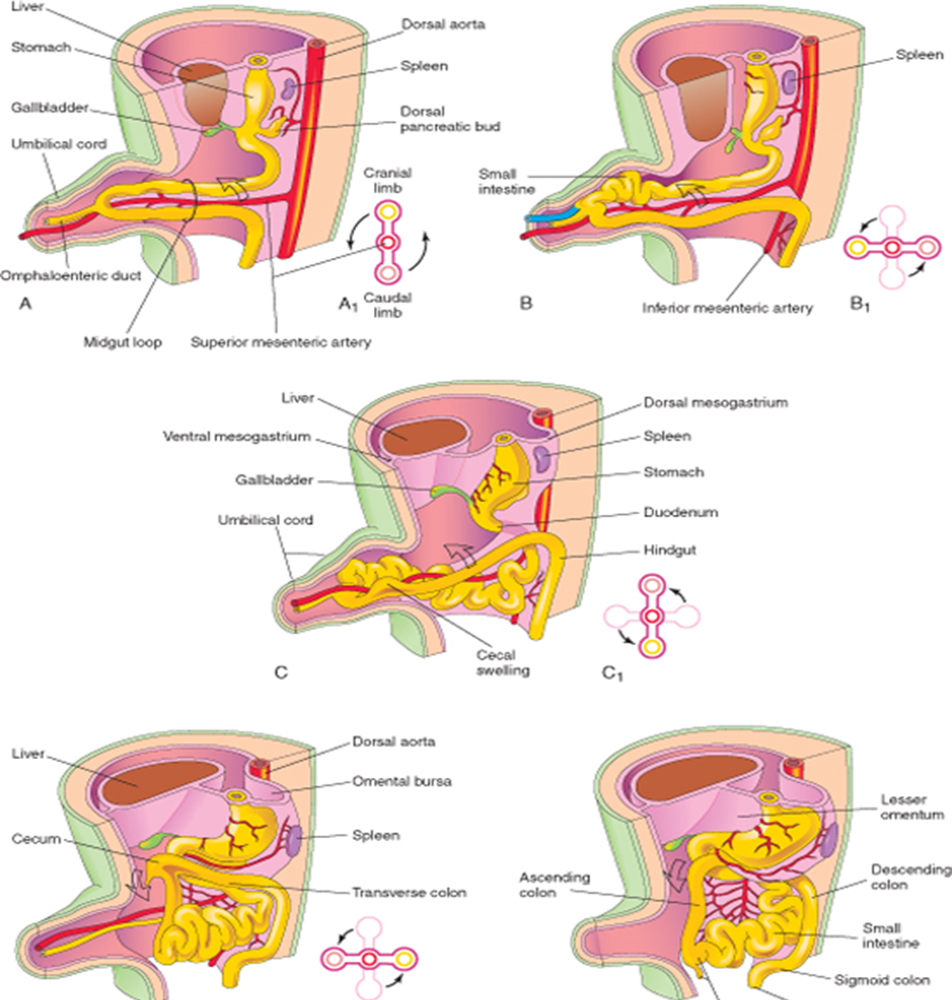 Liver
Stomach
Gallbladder
Umbilical cord
Omphaloenteric duct
A
Midgut loop
Superior mesenteric artery
Dorsal aorta
Spleen
Dorsal
pancreatic bud
Cranial
limb
A1
Caudal
limb
Spleen
Small
intestine
B
Inferior mesenteric artery
B1
Liver
Ventral mesogastrium
Gallbladder
Umbilical cord
Dorsal mesogastrium
Spleen
Stomach
Duodenum
Hindgut
Cecal
swelling
C
C1
Liver
Cecum
Dorsal aorta
Omental bursa
Spleen
Transverse colon
Lesser
omentum
Ascending
colon
Descending
colon
Small
intestine
Sigmoid colon